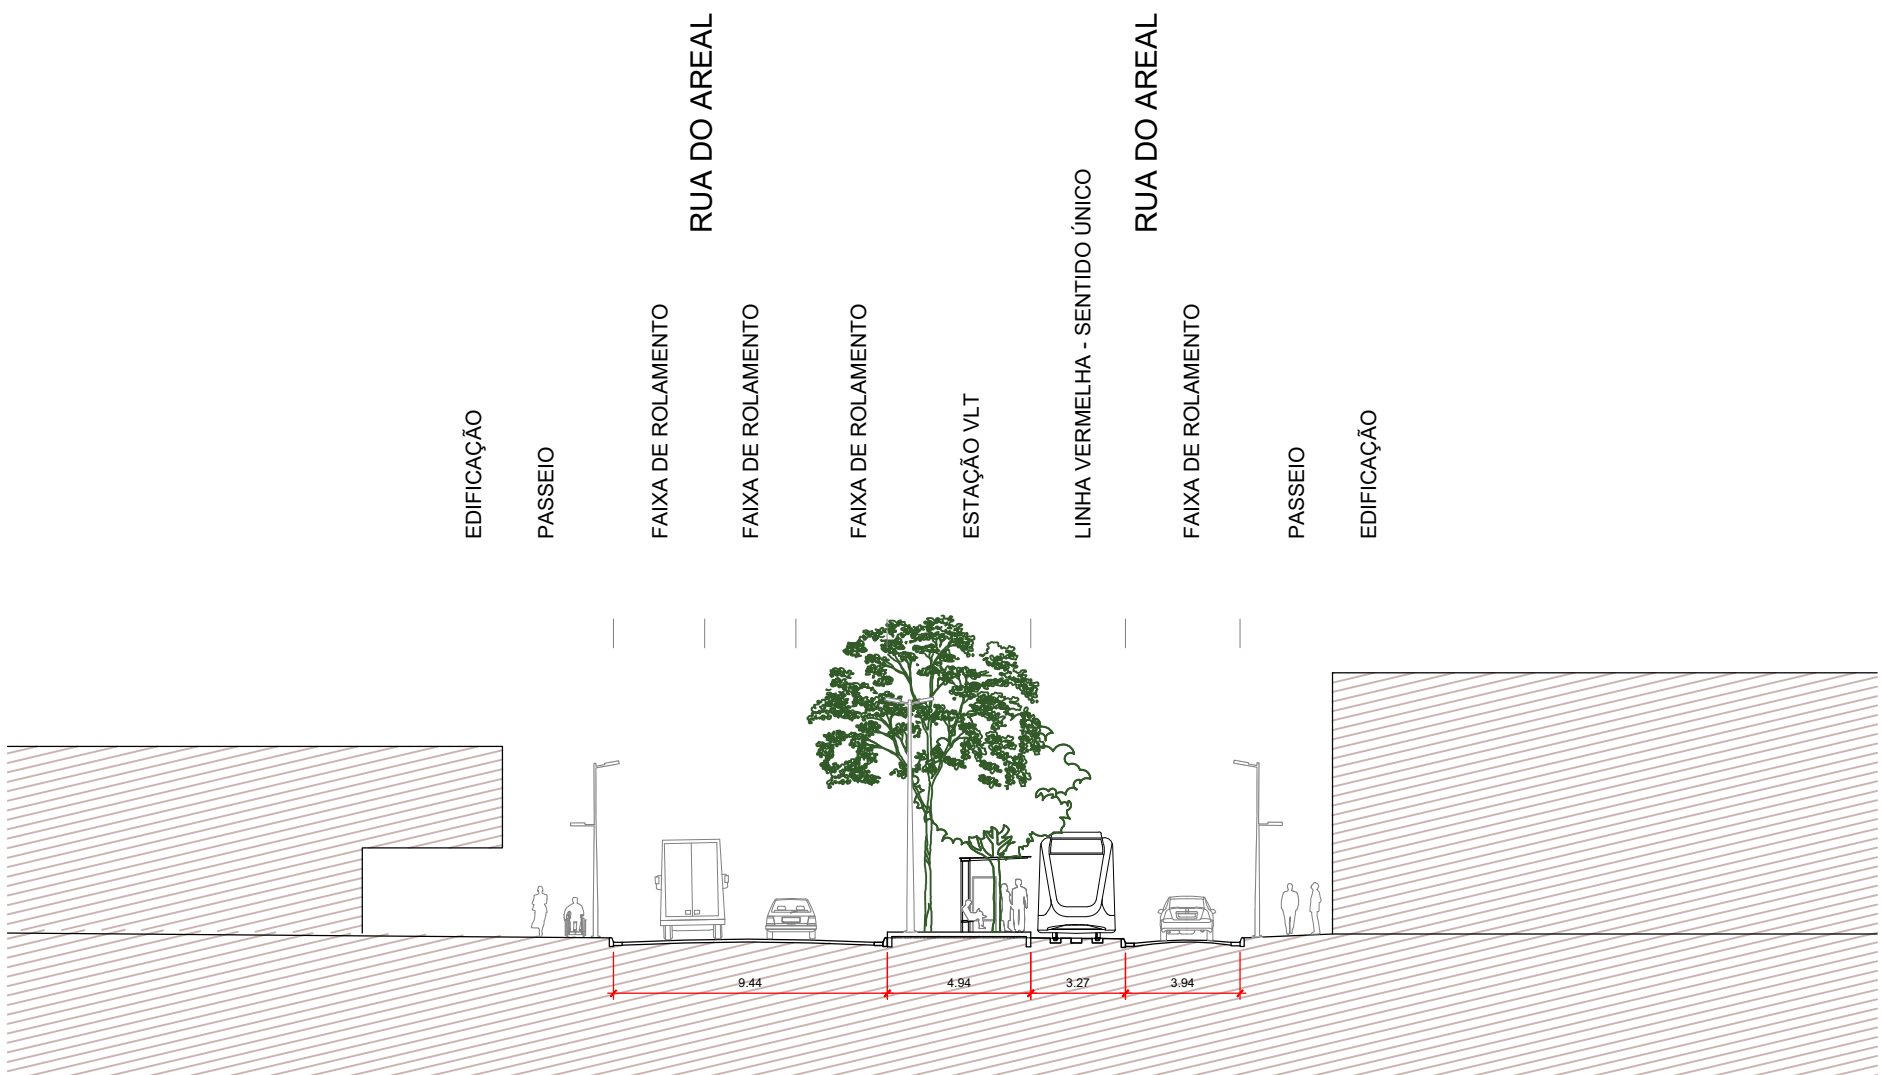 RUA DO AREAL
RUA DO AREAL
EDIFICAÇÃO
PASSEIO
FAIXA DE ROLAMENTO
FAIXA DE ROLAMENTO
FAIXA DE ROLAMENTO
ESTAÇÃO VLT
LINHA VERMELHA - SENTIDO ÚNICO
FAIXA DE ROLAMENTO
PASSEIO
EDIFICAÇÃO
9.44
4.94
3.27
3.94